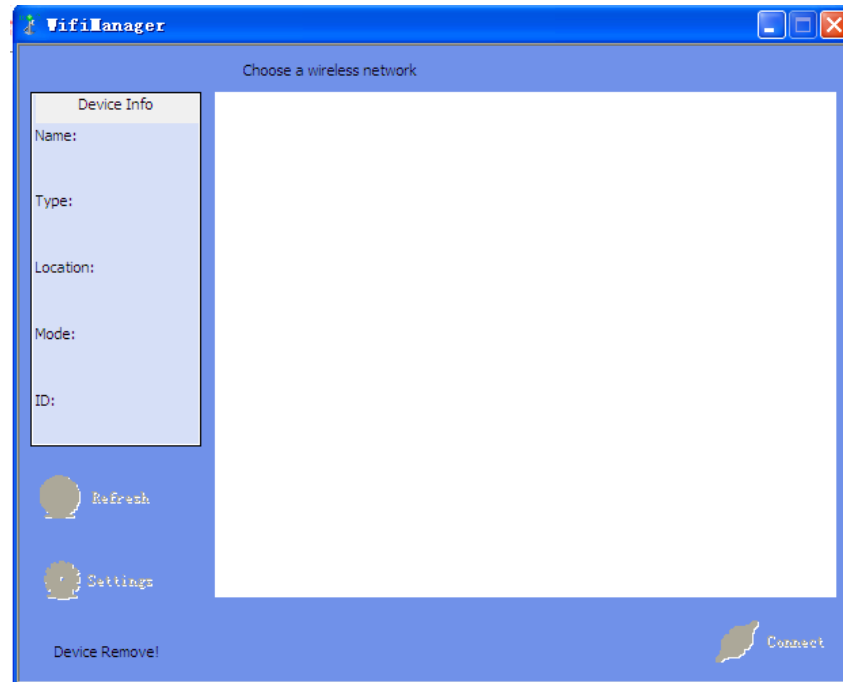 WifiManager
Choose a wireless network
Device Info
Name:
Type:
Location:
Mode:
ID:
Refresh
Settings
Device Remove!
Connect